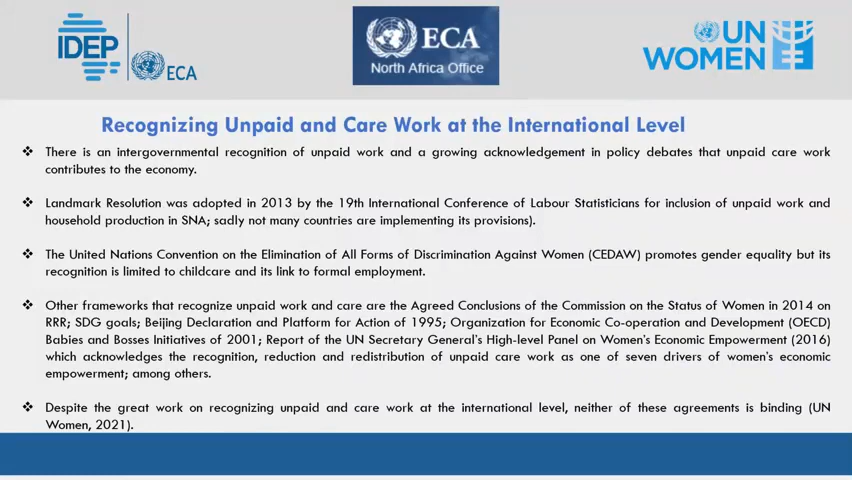 IDEP
ECA
ECA
North Africa Office
UN
WOMEN
Recognizing Unpaid and Care Work at the International Level
❖ There is an intergovernmental recognition of unpaid work and a growing acknowledgement in policy debates that unpaid care work
contributes to the economy.
❖ Landmark Resolution was adopted in 2013 by the 19th International Conference of Labour Statisticians for inclusion of unpaid work and
household production in SNA; sadly not many countries are implementing its provisions).
❖ The United Nations Convention on the Elimination of All Forms of Discrimination Against Women (CEDAW) promotes gender equality but its
recognition is limited to childcare and its link to formal employment.
❖ Other frameworks that recognize unpaid work and care are the Agreed Conclusions of the Commission on the Status of Women in 2014 on
RRR; SDG goals; Beijing Declaration and Platform for Action of 1995; Organization for Economic Co-operation and Development (OECD)
Babies and Bosses Initiatives of 2001; Report of the UN Secretary General's High-level Panel on Women's Economic Empowerment (2016)
which acknowledges the recognition, reduction and redistribution of unpaid care work as one of seven drivers of women's economic
empowerment; among others.
❖ Despite the great work on recognizing unpaid and care work at the international level, neither of these agreements is binding (UN
Women, 2021).